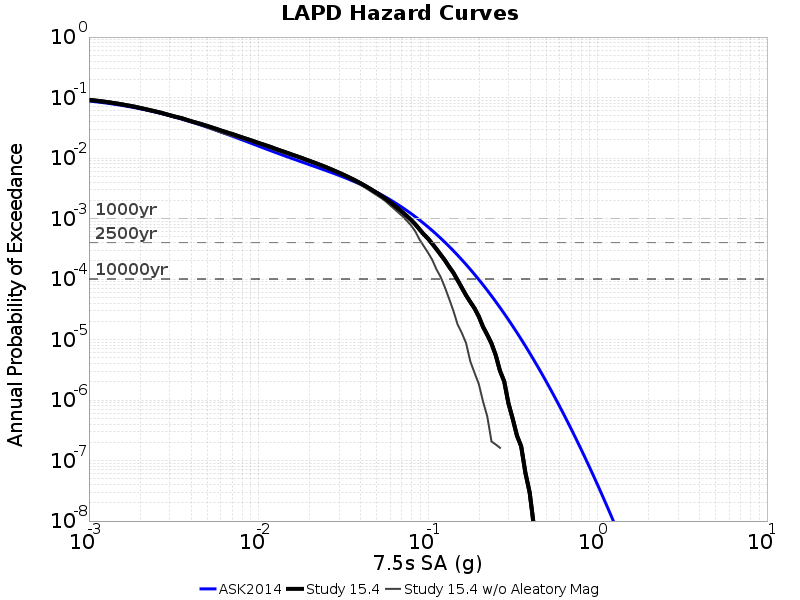 LAPD Hazard Curves
10^0
10^-1
10^-2
10^-3
10^-4
10^-5
10^-6
10^-7
10^-8
Annual Probability of Exceedance
1000yr
2500yr
10000yr
10^-3 10^-2 10^-1 10^0 10^1
7.5s SA (g)
ASK2014 Study 15.4 Study 15.4 w/o Aleatory Mag